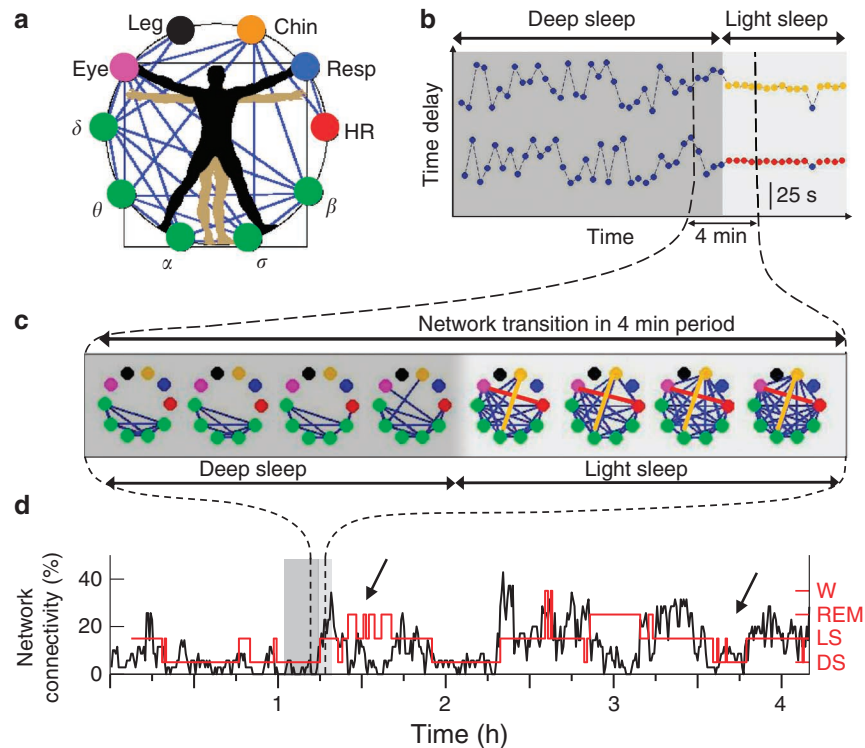 a
Leg
Chin
Eye
Resp
δ
HR
θ
β
α
σ
b
Deep sleep
Light sleep
Time delay
25 s
Time
4 min
c
Network transition in 4 min period
Deep sleep
Light sleep
d
Network
connectivity (%)
40
20
0
W
REM
LS
DS
1
2
3
4
Time (h)